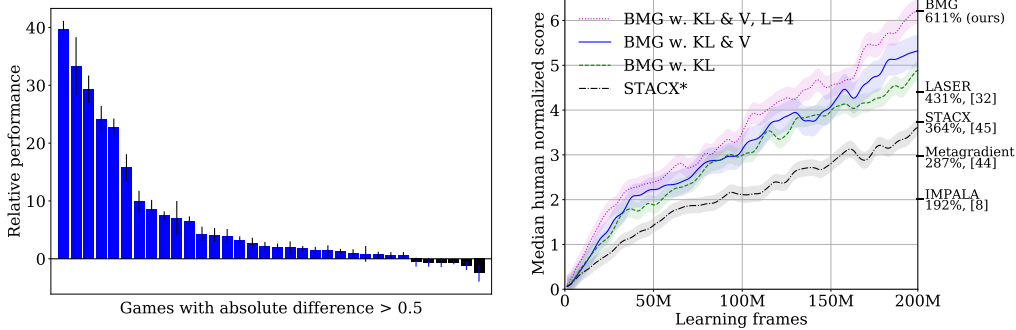 Relative performance
40
30
20
10
0
Games with absolute difference > 0.5
Median human normalized score
6
5
4
3
2
1
0
BMG w. KL & V, L=4
BMG w. KL & V
BMG w. KL
STACX*
0
50M
100M
150M
200M
Learning frames
BMG
611% (ours)
LASER
431%, [32]
STACX
364%, [45]
Metagradient
287%, [44]
IMPALA
192%, [8]